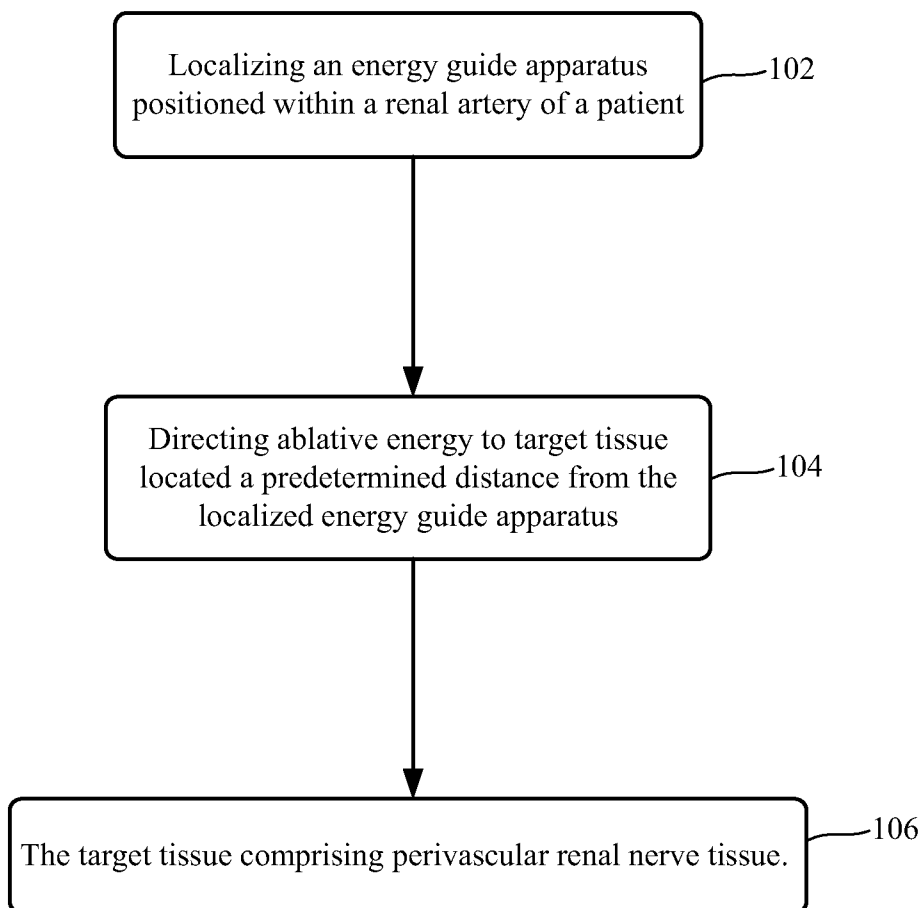 Localizing an energy guide apparatus
positioned within a renal artery of a patient
102
Directing ablative energy to target tissue
located a predetermined distance from the
localized energy guide apparatus
104
The target tissue comprising perivascular renal nerve tissue.
106